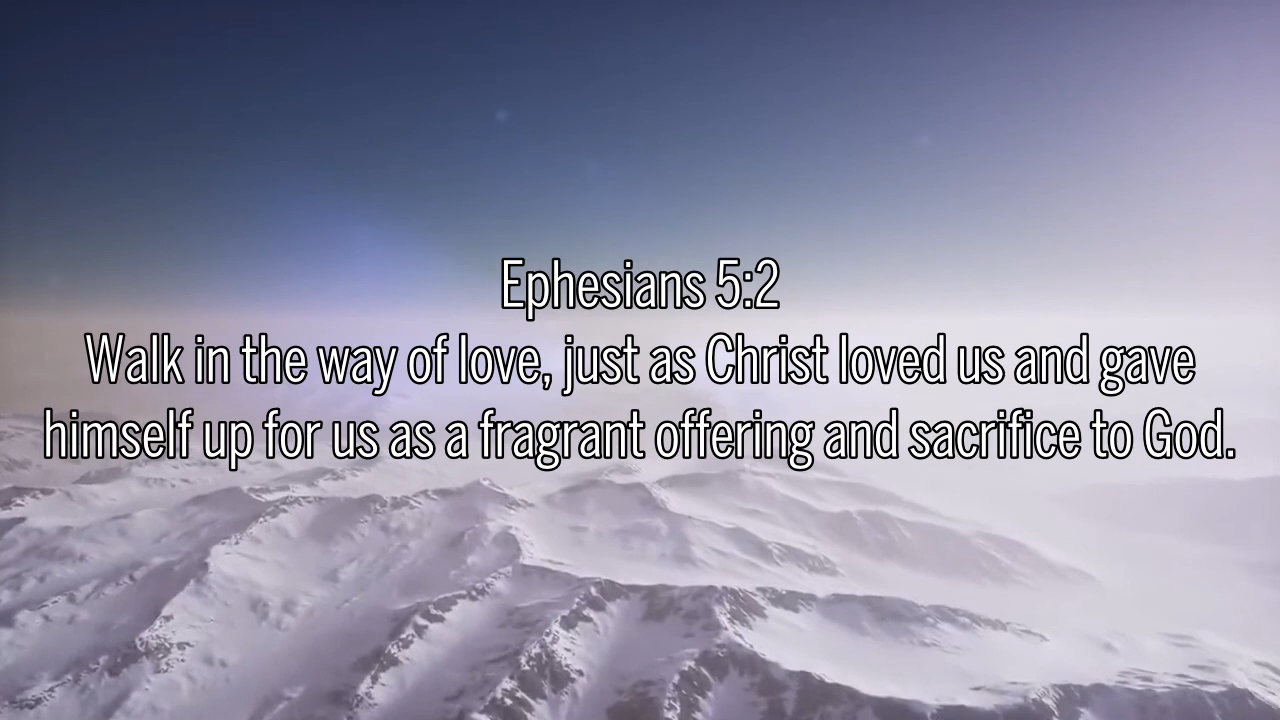 Ephesians 5:2
Walk in the way of love, just as Christ loved us and gave
himself up for us as a fragrant offering and sacrifice to God.